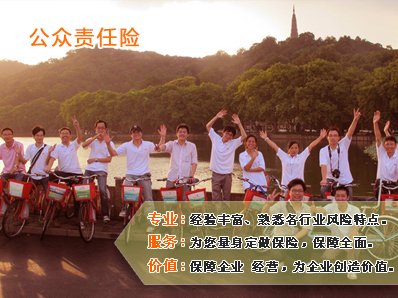 公众责任险
专业：经验丰富、熟悉各行业风险特点。
服务：为您量身定做保险，保障全面。
价值：保障企业 经营，为企业创造价值。